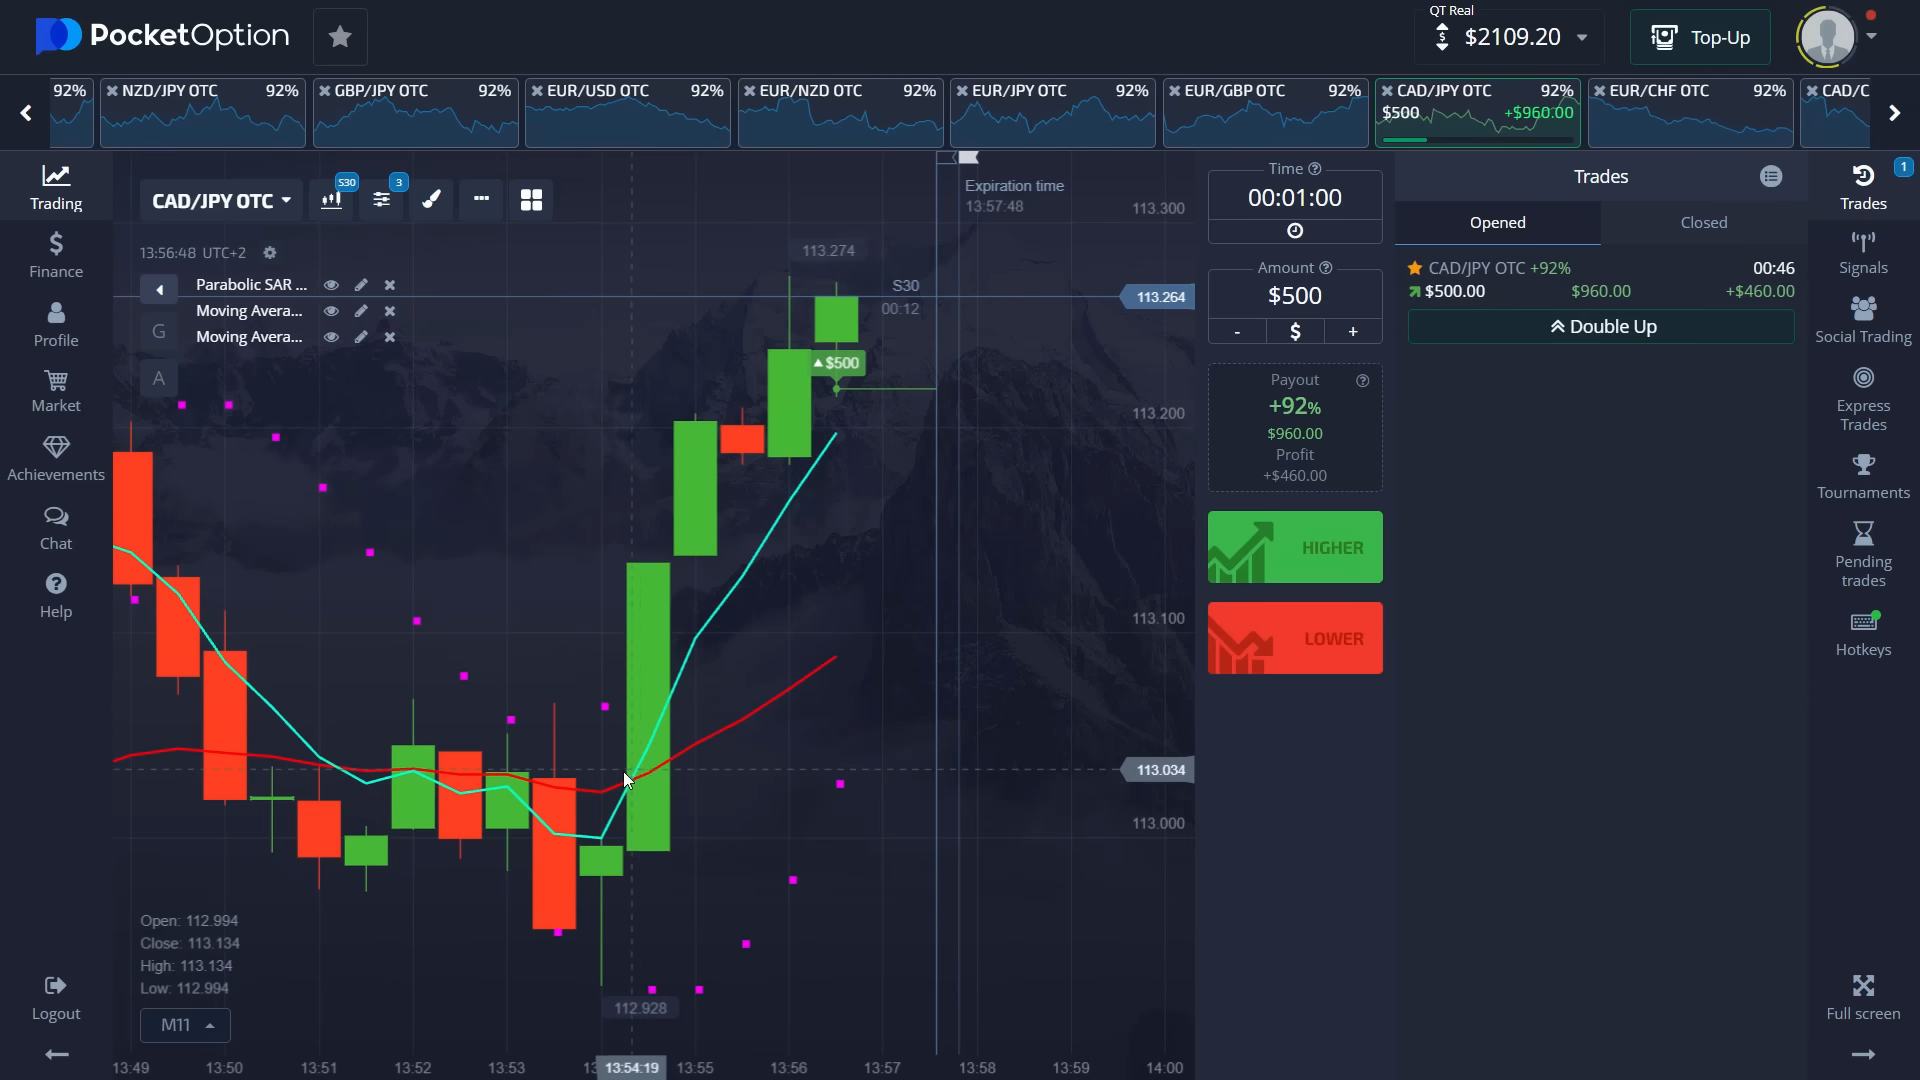 PocketOption
QT Real
$2109.20
Top-Up
92%
NZD/JPY OTC 92%
GBP/JPY OTC 92%
EUR/USD OTC 92%
EUR/NZD OTC 92%
EUR/JPY OTC 92%
EUR/GBP OTC 92%
CAD/JPY OTC 92%
$500 +$960.00
EUR/CHF OTC 92%
CAD/C
Trading
Finance
Profile
Market
Achievements
Chat
Help
Logout
CAD/JPY OTC
S30
3
13:56:48 UTC+2
Parabolic SAR ...
Moving Avera...
Moving Avera...
G
A
Expiration time
13:57:48
113.274
S30
00:12
$500
113.300
113.264
113.200
113.100
113.034
113.000
112.928
Open: 112.994
Close: 113.134
High: 113.134
Low: 112.994
M11
13:49
13:50
13:51
13:52
13:53
13:54:19
13:55
13:56
13:57
13:58
13:59
14:00
Time
00:01:00
Amount
$500
- $ +
Payout
+92%
$960.00
Profit
+$460.00
HIGHER
LOWER
Trades
Opened
Closed
CAD/JPY OTC +92% 00:46
$500.00 $960.00 +$460.00
Double Up
1
Trades
Signals
Social Trading
Express
Trades
Tournaments
Pending
trades
Hotkeys
Full screen